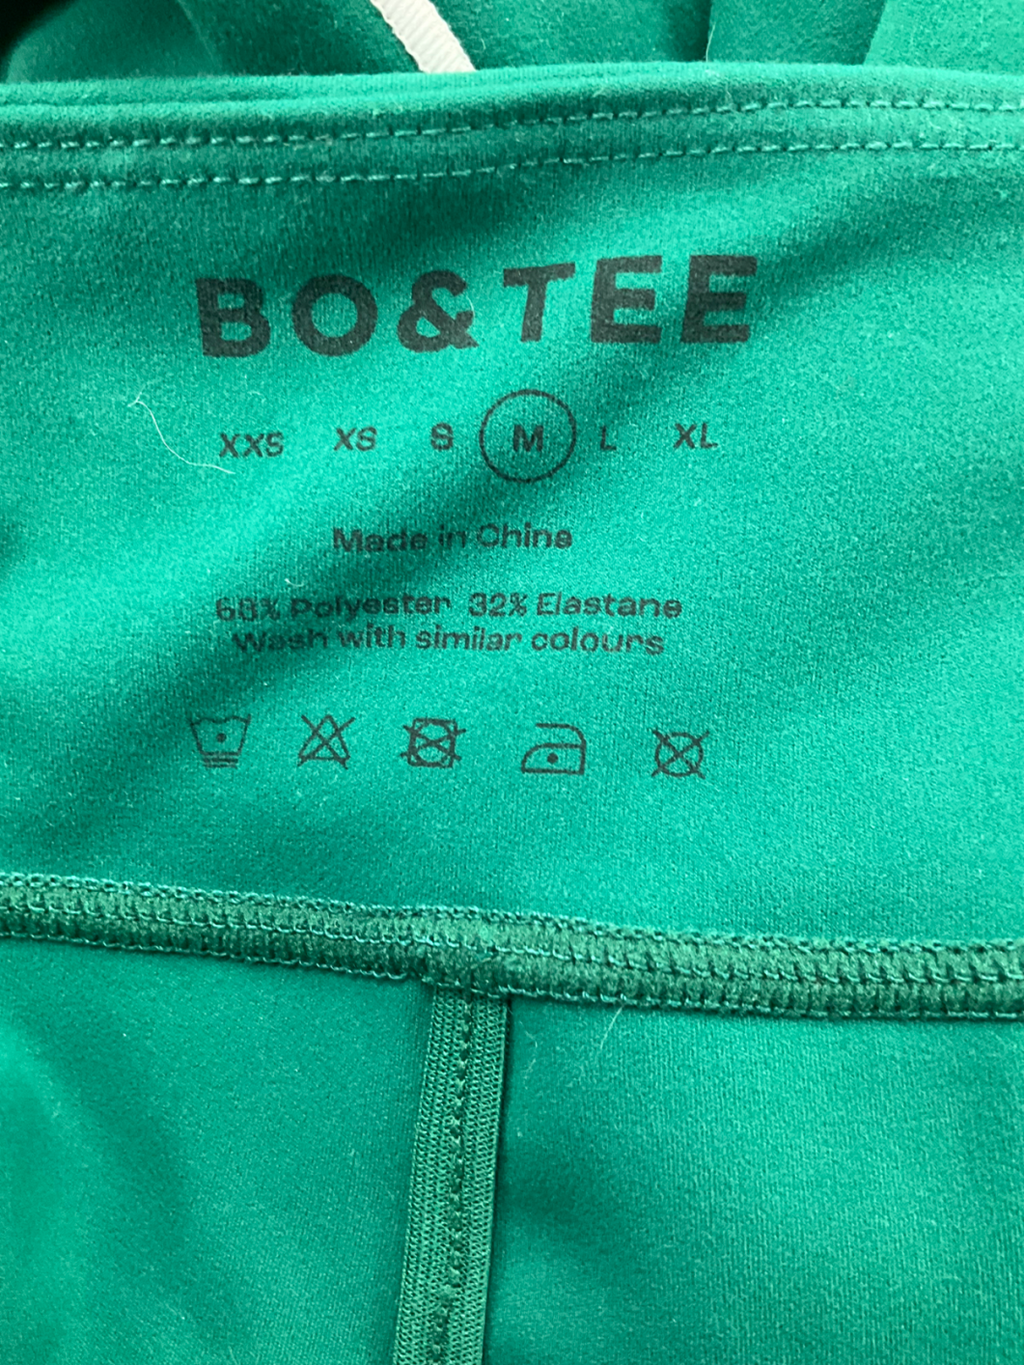 BO&TEE
XXS XS S M L XL
Made in China
68% Polyester 32% Elastane
Wash with similar colours